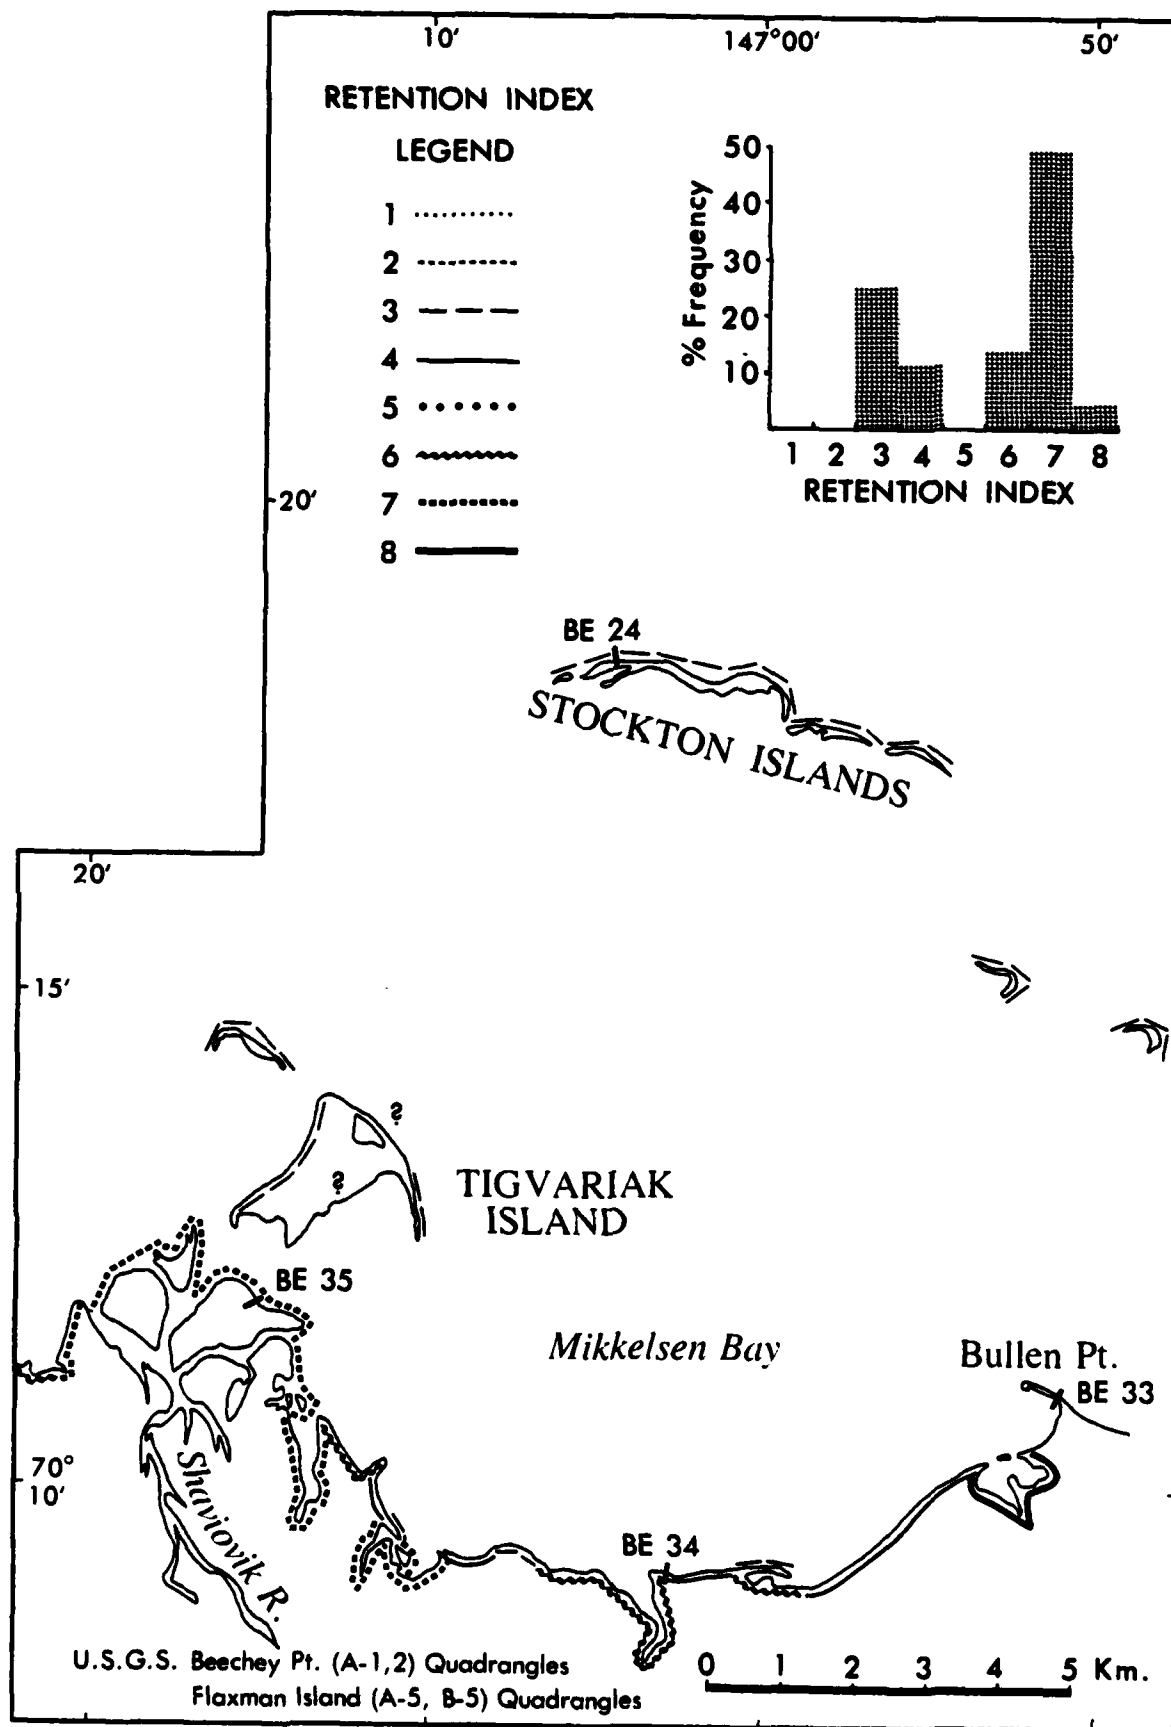 10' 147°00' 50'
RETENTION INDEX
LEGEND
1
2
3
4
5
6
7
8
50
40
30
20
10
% Frequency
1 2 3 4 5 6 7 8
RETENTION INDEX
20'
BE 24
STOCKTON ISLANDS
20'
15'
?
?
TIGVARIAK
ISLAND
BE 35
Mikkelsen Bay
Bullen Pt.
BE 33
70°
10'
Shaviovik R.
BE 34
U.S.G.S. Beechey Pt. (A-1,2) Quadrangles
Flaxman Island (A-5, B-5) Quadrangles
0 1 2 3 4 5 Km.